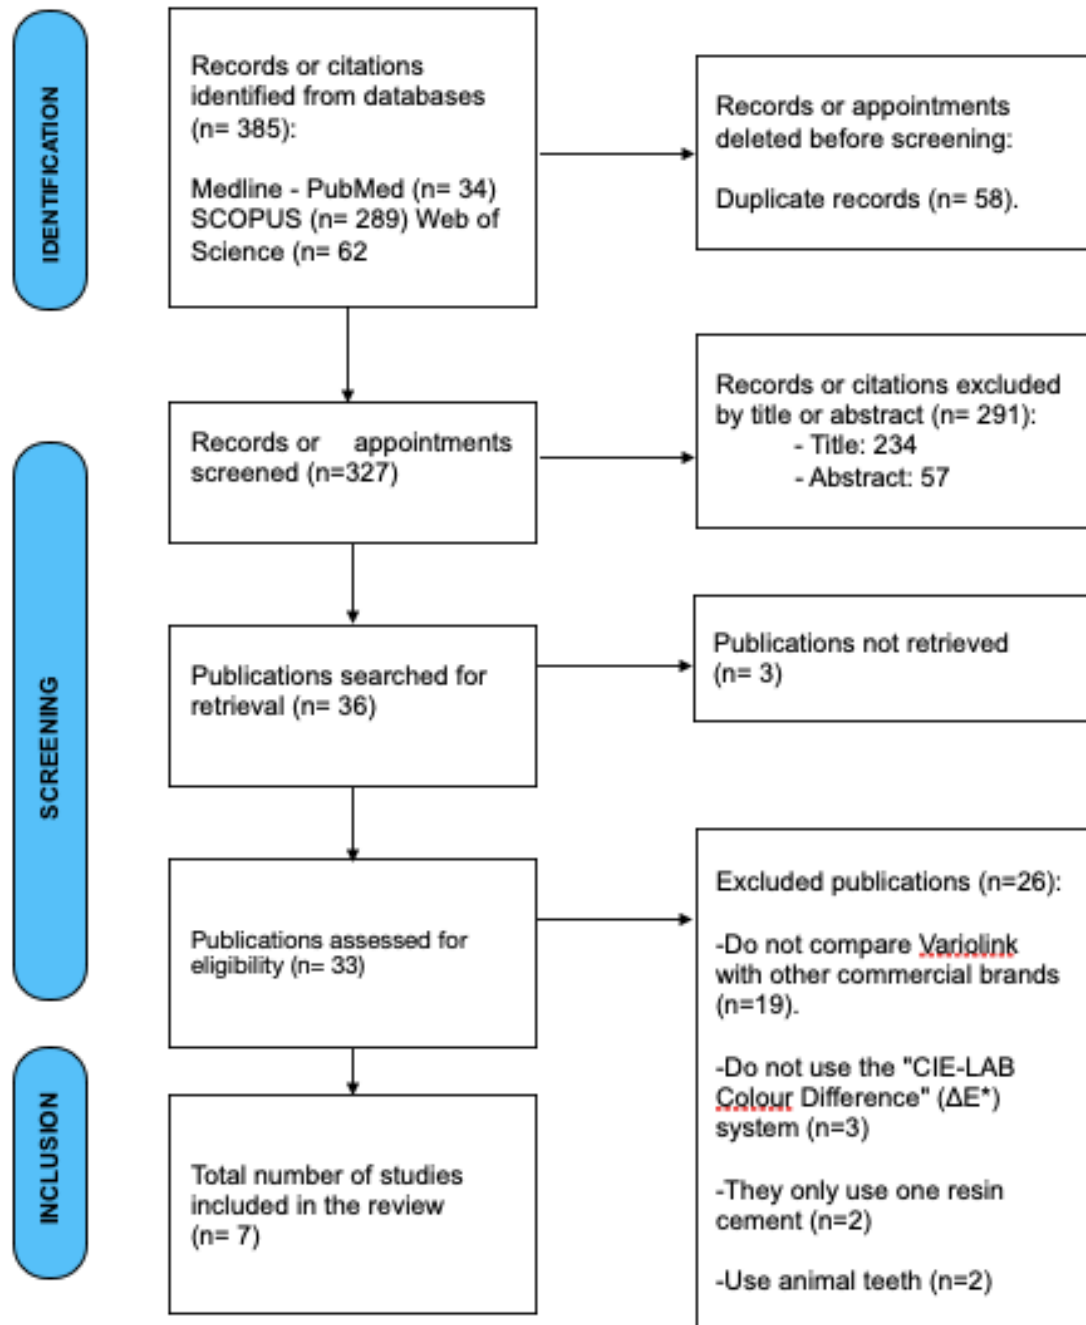 IDENTIFICATION
Records or citations
identified from databases
(n= 385):
Medline - PubMed (n= 34)
SCOPUS (n= 289) Web of
Science (n= 62
Records or appointments
deleted before screening:
Duplicate records (n= 58).
SCREENING
Records or appointments
screened (n=327)
Records or citations excluded
by title or abstract (n= 291):
- Title: 234
- Abstract: 57
Publications searched for
retrieval (n= 36)
Publications not retrieved
(n= 3)
Publications assessed for
eligibility (n= 33)
Excluded publications (n=26):
-Do not compare Variolink
with other commercial brands
(n=19).
-Do not use the "CIE-LAB
Colour Difference" (ΔE*)
system (n=3)
-They only use one resin
cement (n=2)
-Use animal teeth (n=2)
INCLUSION
Total number of studies
included in the review
(n= 7)